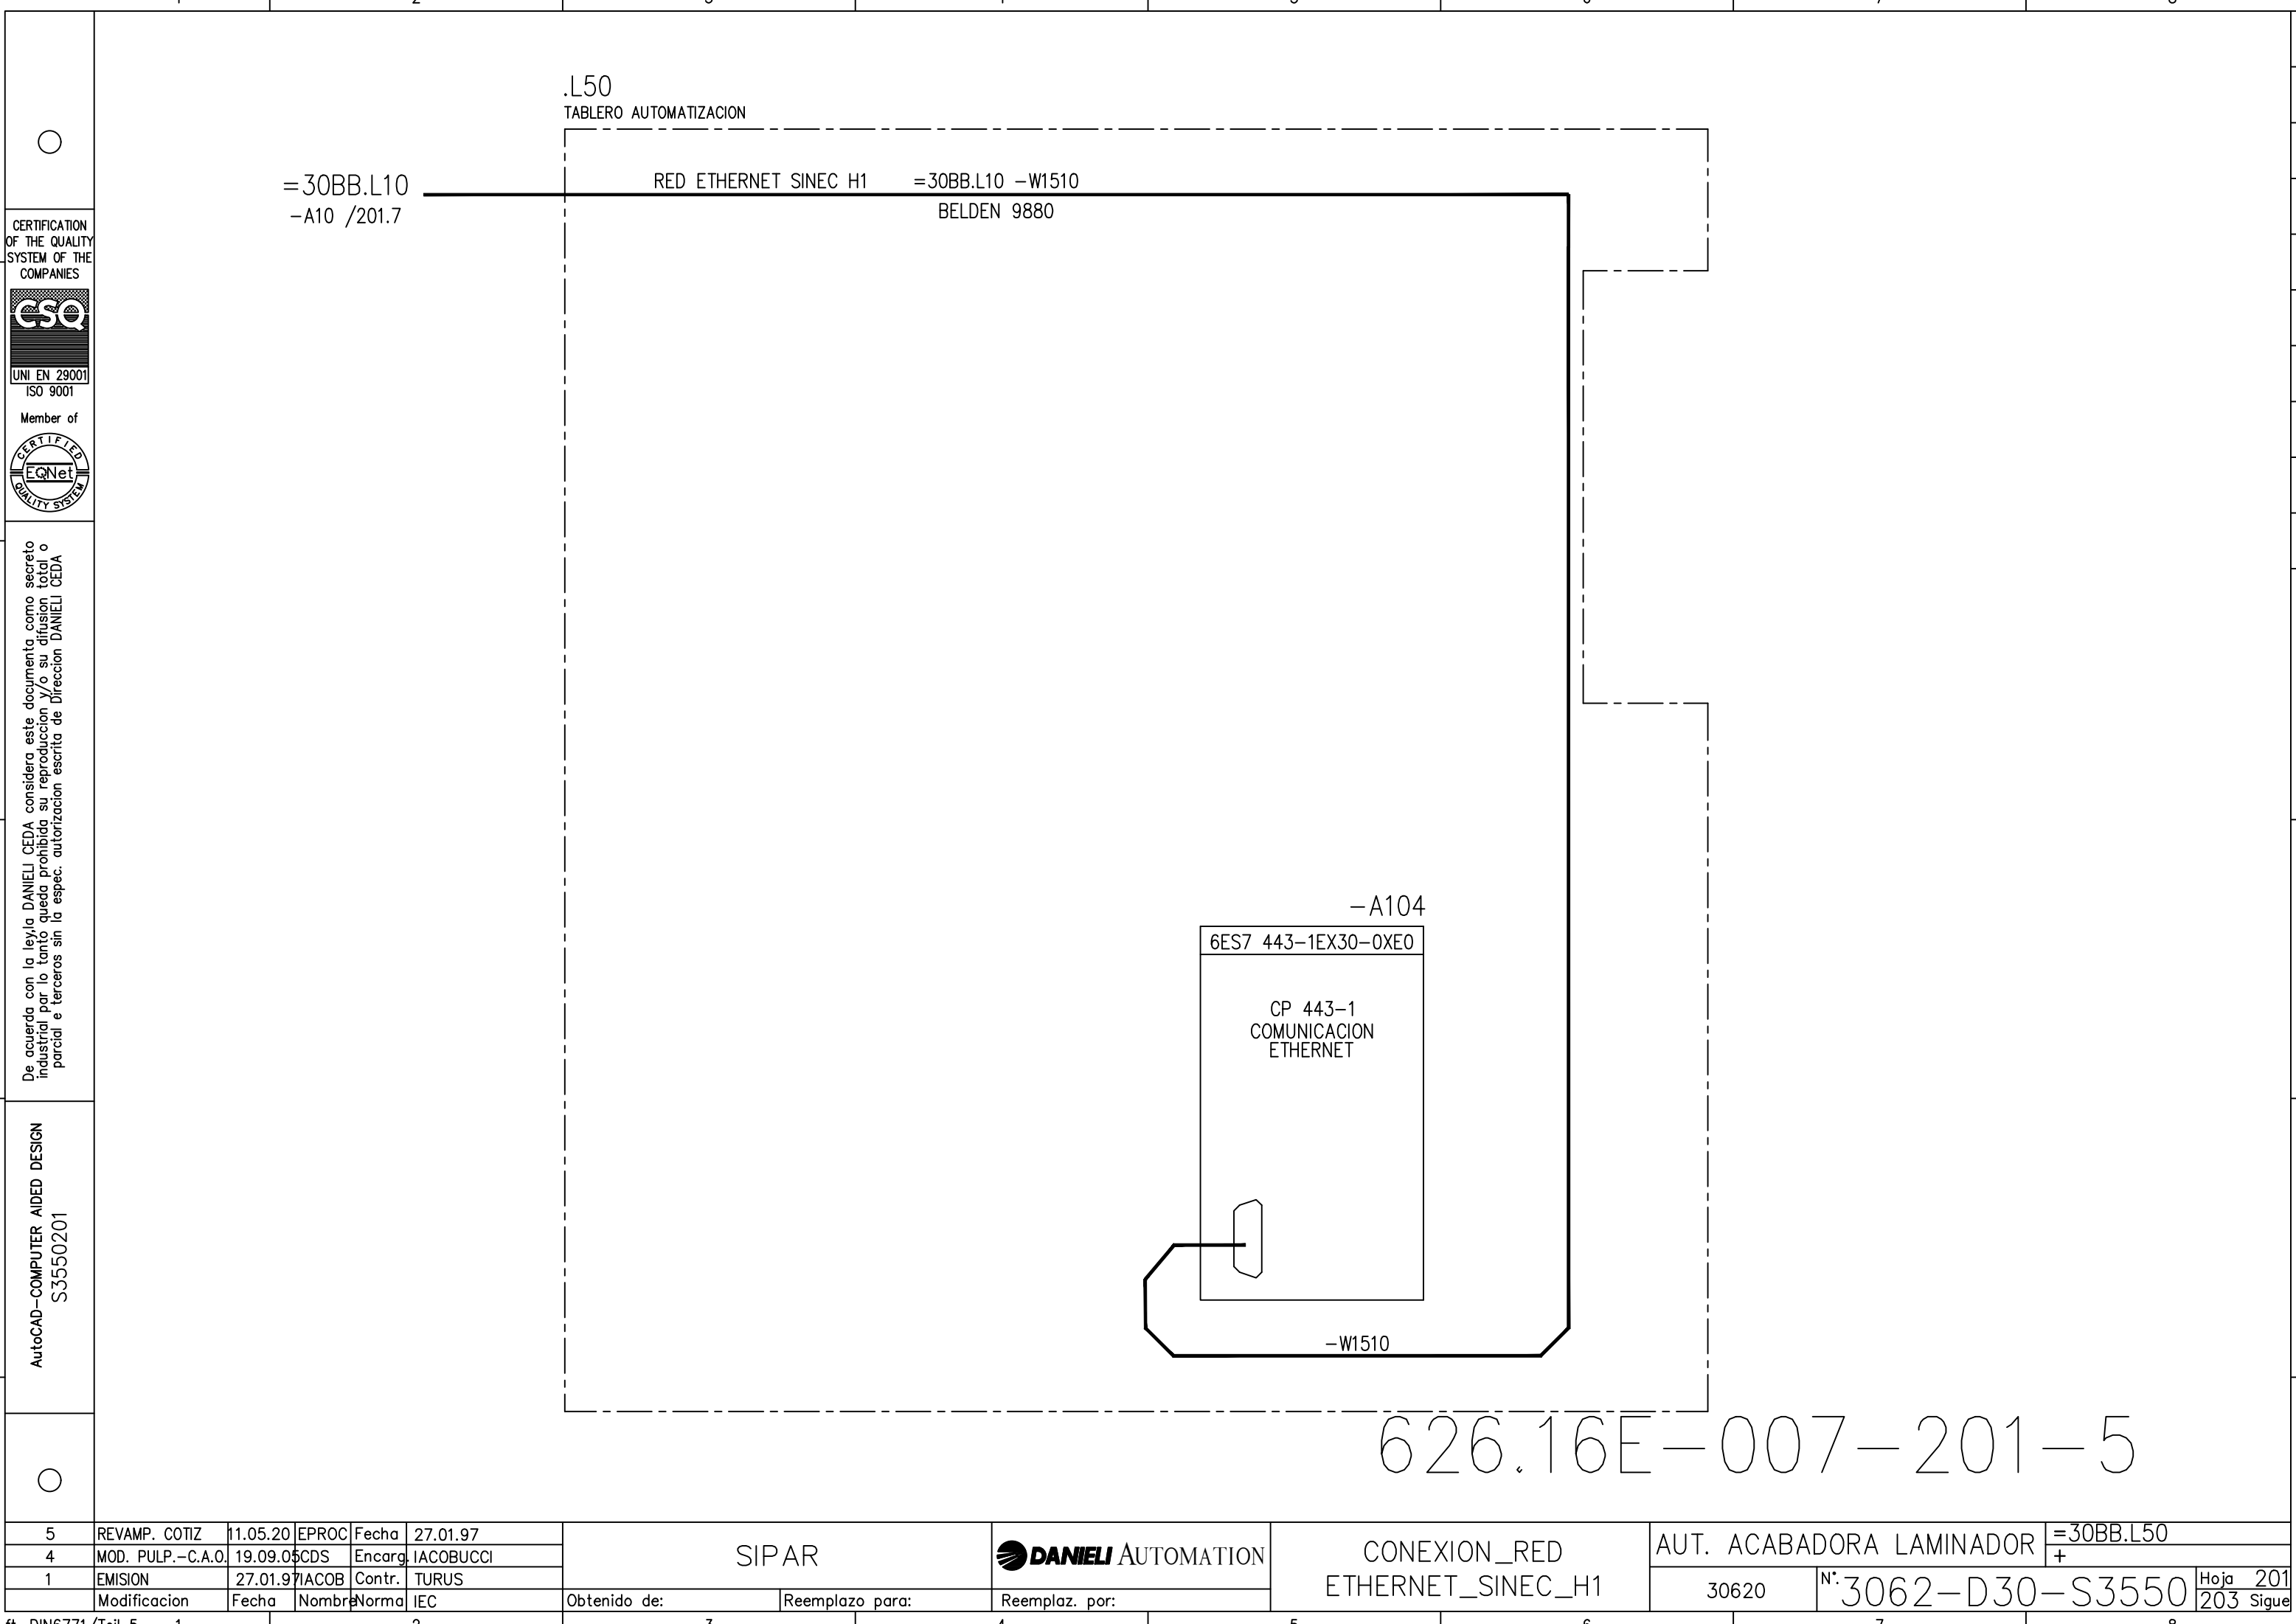 .L50
TABLERO AUTOMATIZACION
=30BB.L10
-A10 /201.7
RED ETHERNET SINEC H1
=30BB.L10 -W1510
BELDEN 9880
CERTIFICATION
OF THE QUALITY
SYSTEM OF THE
COMPANIES
CSQ
UNI EN 29001
ISO 9001
Member of
CERTIFIED
EQNet
QUALITY SYSTEM
De acuerda con la ley,la DANIELI CEDA considera este documenta como secreto
industrial par lo tanto queda prohibida su reproduccion y/o su difusion total o
parcial e terceros sin la espec. autorizacion escrita de Direccion DANIELI CEDA
AutoCAD-COMPUTER AIDED DESIGN
S3550201
-A104
6ES7 443-1EX30-0XE0
CP 443-1
COMUNICACION
ETHERNET
-W1510
626.16E-007-201-5
5 REVAMP. COTIZ 11.05.20 EPROC Fecha 27.01.97
4 MOD. PULP.-C.A.O. 19.09.05 CDS Encarg. IACOBUCCI
1 EMISION 27.01.97 IACOB Contr. TURUS
Modificacion Fecha Nombre Norma IEC
SIPAR
Obtenido de:
Reemplazo para:
DANIELI AUTOMATION
Reemplaz. por:
CONEXION_RED
ETHERNET_SINEC_H1
AUT. ACABADORA LAMINADOR
=30BB.L50
+
30620
N°. 3062-D30-S3550
Hoja 201
203 Sigue